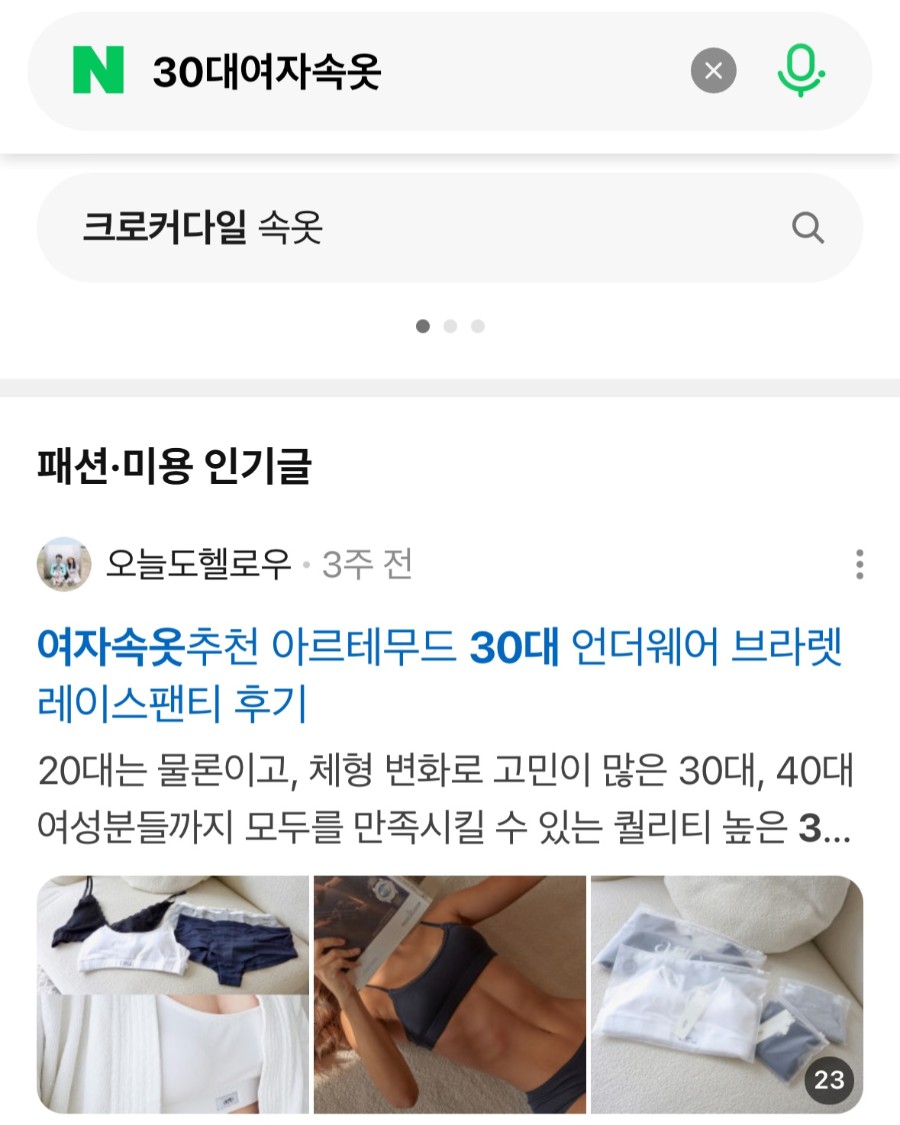 N 30대여자속옷
크로커다일 속옷
패션·미용 인기글
오늘도헬로우 · 3주 전
여자속옷추천 아르테무드 30대 언더웨어 브라렛
레이스팬티 후기
20대는 물론이고, 체형 변화로 고민이 많은 30대, 40대
여성분들까지 모두를 만족시킬 수 있는 퀄리티 높은 3...
23